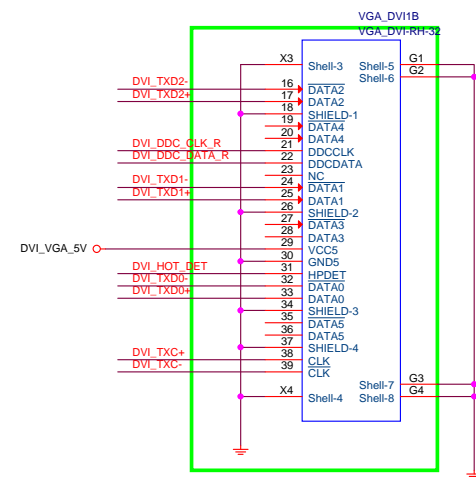 VGA_DVI1B
VGA_DVI-RH-32
X3 Shell-3 Shell-5 G1
Shell-6 G2
DVI_TXD2- 16 DATA2
DVI_TXD2+ 17 DATA2
18 SHIELD-1
19 DATA4
20 DATA4
DVI_DDC_CLK_R 21 DDCCLK
DVI_DDC_DATA_R 22 DDCDATA
23 NC
DVI_TXD1- 24 DATA1
DVI_TXD1+ 25 DATA1
26 SHIELD-2
27 DATA3
28 DATA3
DVI_VGA_5V 29 VCC5
30 GND5
DVI_HOT_DET 31 HPDET
DVI_TXD0- 32 DATA0
DVI_TXD0+ 33 DATA0
34 SHIELD-3
35 DATA5
36 DATA5
37 SHIELD-4
DVI_TXC+ 38 CLK
DVI_TXC- 39 CLK
Shell-7 G3
X4 Shell-4 Shell-8 G4